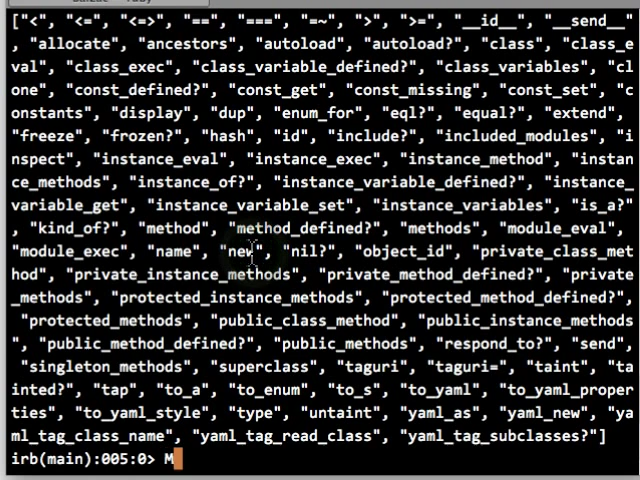 ["<", "<=", "<=>", "==", "===", "=~", ">", ">=", "__id__", "__send__"
, "allocate", "ancestors", "autoload", "autoload?", "class", "class_e
val", "class_exec", "class_variable_defined?", "class_variables", "cl
one", "const_defined?", "const_get", "const_missing", "const_set", "c
onstants", "display", "dup", "enum_for", "eql?", "equal?", "extend",
"freeze", "frozen?", "hash", "id", "include?", "included_modules", "i
nspect", "instance_eval", "instance_exec", "instance_method", "instan
ce_methods", "instance_of?", "instance_variable_defined?", "instance_
variable_get", "instance_variable_set", "instance_variables", "is_a?"
, "kind_of?", "method", "method_defined?", "methods", "module_eval",
"module_exec", "name", "new", "nil?", "object_id", "private_class_met
hod", "private_instance_methods", "private_method_defined?", "private
_methods", "protected_instance_methods", "protected_method_defined?",
"protected_methods", "public_class_method", "public_instance_methods
", "public_method_defined?", "public_methods", "respond_to?", "send",
"singleton_methods", "superclass", "taguri", "taguri=", "taint", "ta
inted?", "tap", "to_a", "to_enum", "to_s", "to_yaml", "to_yaml_proper
ties", "to_yaml_style", "type", "untaint", "yaml_as", "yaml_new", "ya
ml_tag_class_name", "yaml_tag_read_class", "yaml_tag_subclasses?"]
irb(main):005:0> M